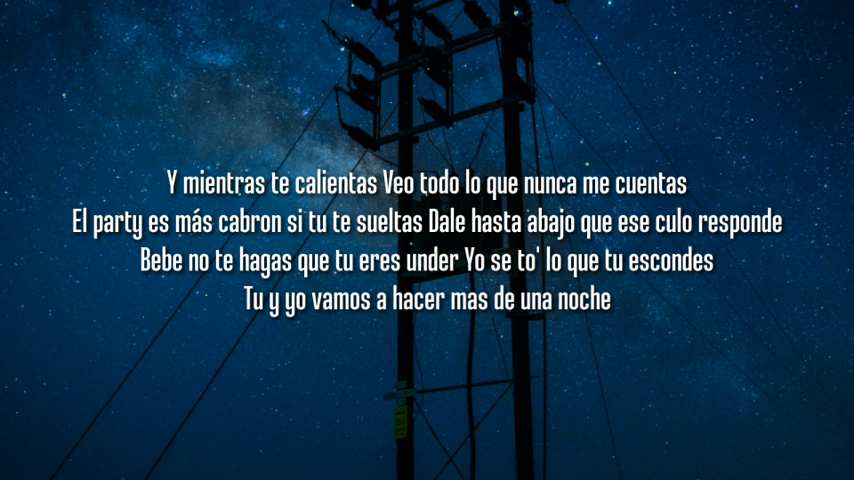 Y mientras te calientas Veo todo lo que nunca me cuentas
El party es más cabron si tu te sueltas Dale hasta abajo que ese culo responde
Bebe no te hagas que tu eres under Yo se to' lo que tu escondes
Tu y yo vamos a hacer mas de una noche